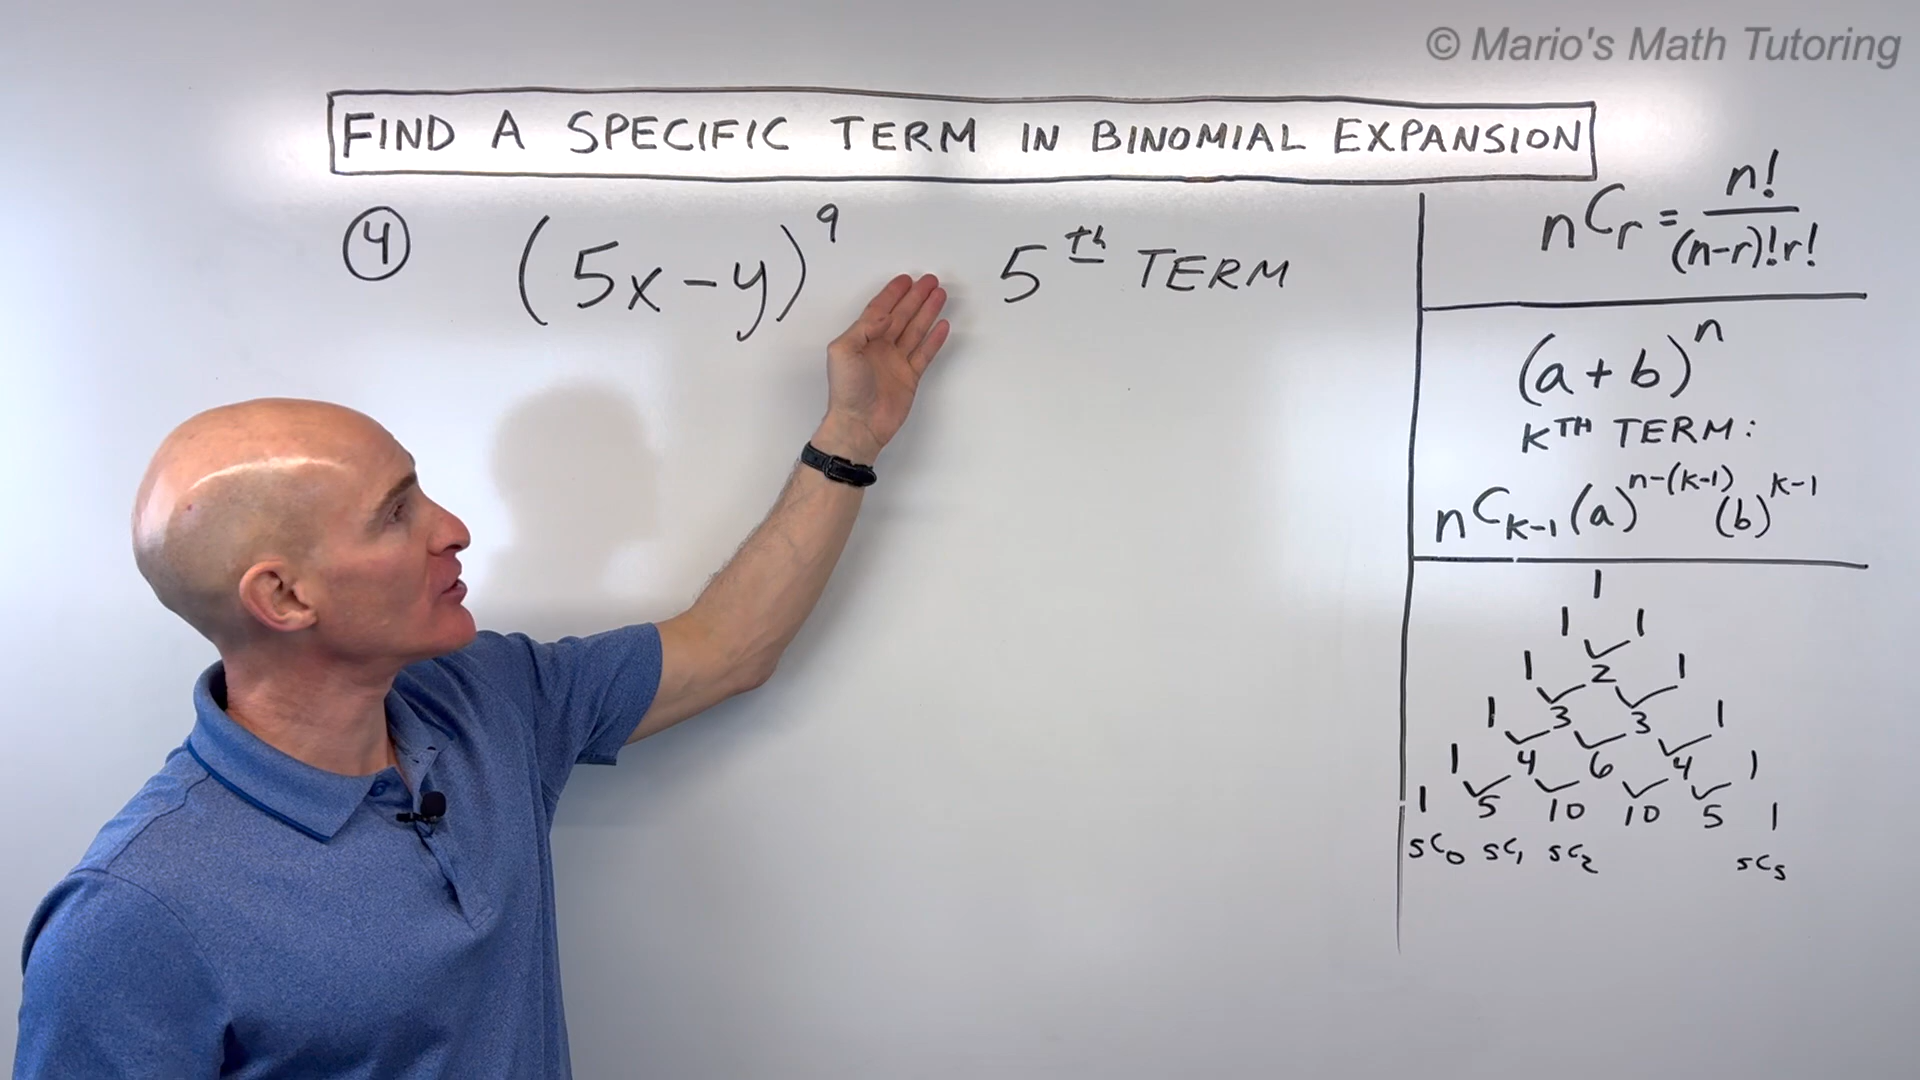 © Mario's Math Tutoring
FIND A SPECIFIC TERM IN BINOMIAL EXPANSION
④ (5x-y)⁹ 5th TERM
nCr = n!/(n-r)!r!
(a+b)ⁿ
KTH TERM:
nCk-1 (a)^n-(k-1) (b)^k-1
1
1 1
1 2 1
1 3 3 1
1 4 6 4 1
1 5 10 10 5 1
5C0 5C1 5C2 5C5